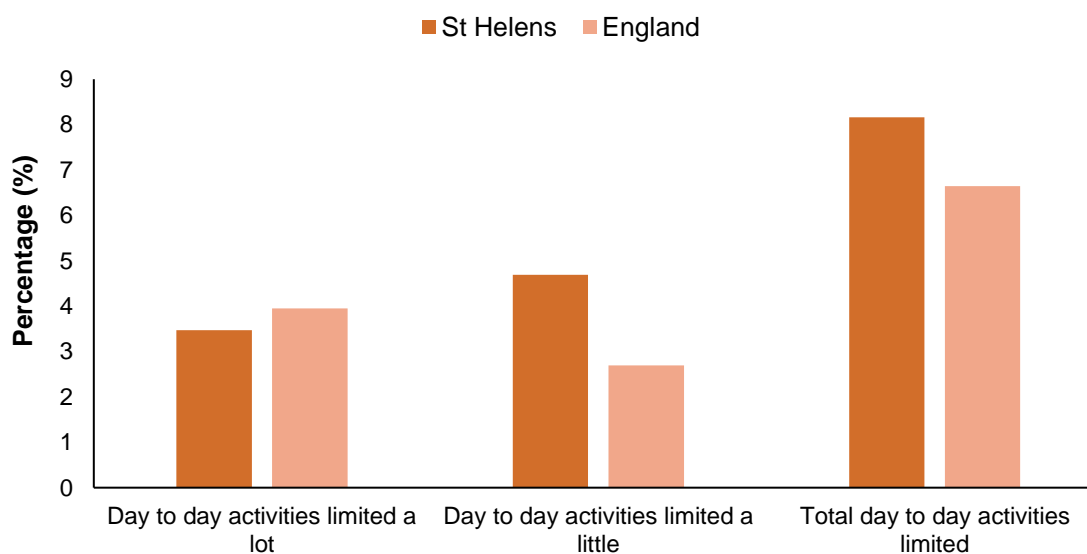 St Helens England
Percentage (%)
9
8
7
6
5
4
3
2
1
0
Day to day activities limited a
lot
Day to day activities limited a
little
Total day to day activities
limited